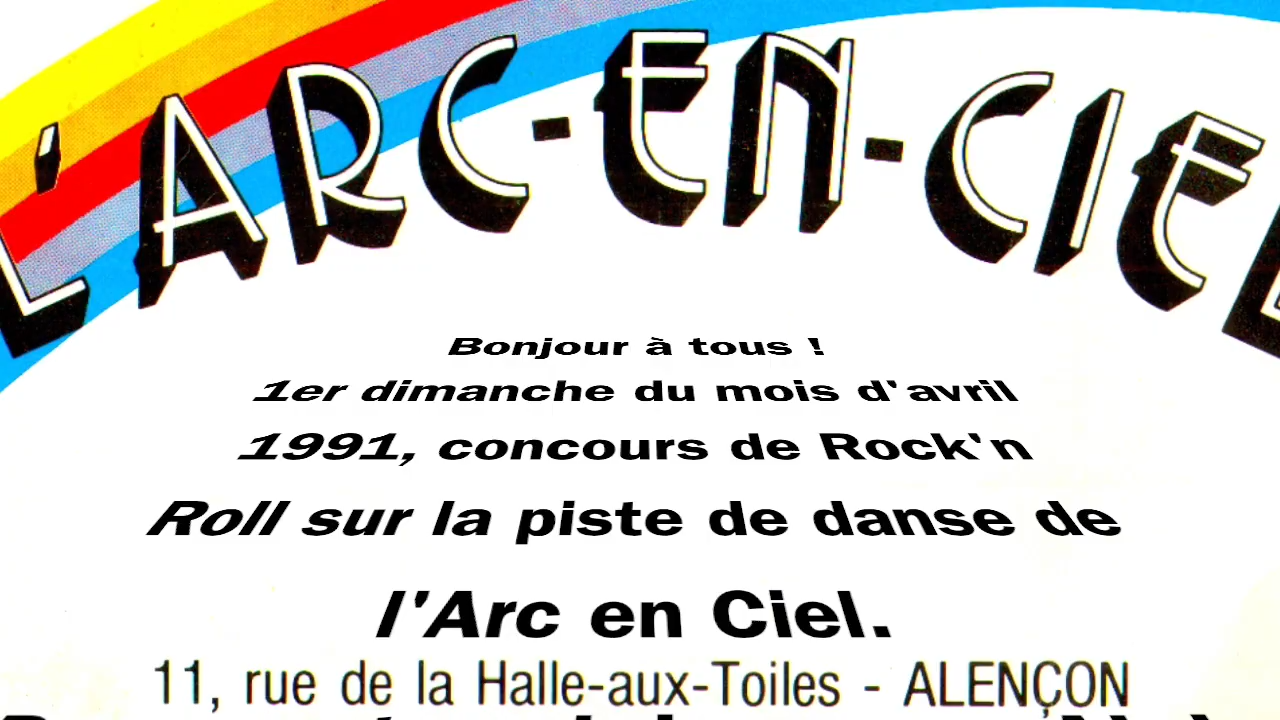 L'ARC-EN-CIEL
Bonjour à tous !
1er dimanche du mois d'avril
1991, concours de Rock'n
Roll sur la piste de danse de
l'Arc en Ciel.
11, rue de la Halle-aux-Toiles - ALENÇON